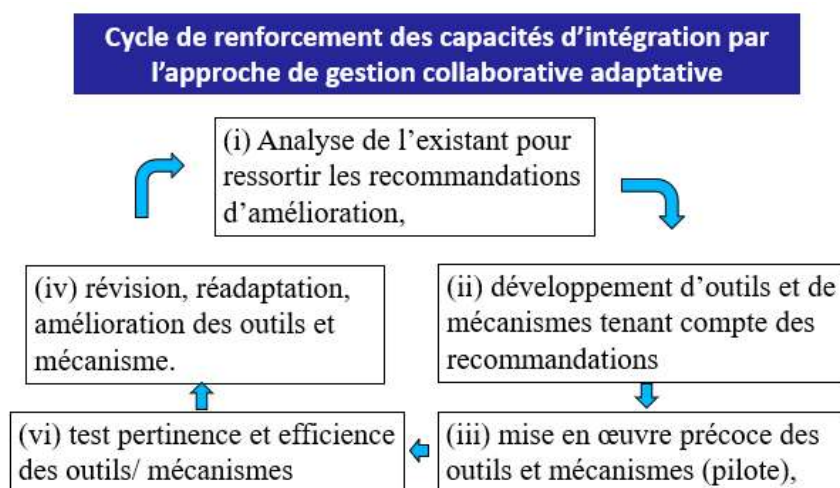 Cycle de renforcement des capacités d’intégration par
l’approche de gestion collaborative adaptative
(i) Analyse de l’existant pour
ressortir les recommandations
d’amélioration,
(ii) développement d’outils et de
mécanismes tenant compte des
recommandations
(iii) mise en œuvre précoce des
outils et mécanismes (pilote),
(vi) test pertinence et efficience
des outils/ mécanismes
(iv) révision, réadaptation,
amélioration des outils et
mécanisme.